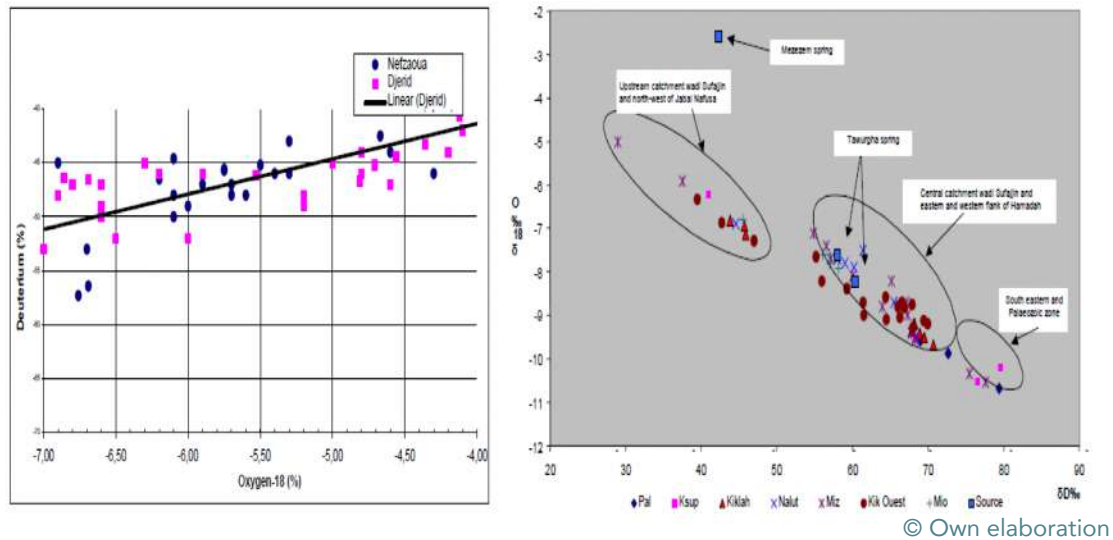 Nefzaoua
Djerid
Linear (Djerid)
Deuterium (%)
-7,00
-6,50
-6,00
-5,50
-5,00
-4,50
-4,00
Oxygen-18 (%)
-2
-3
-4
-5
-6
-7
-8
-9
-10
-11
-12
Mezezem spring
Upstream catchment wadi Sufajjin
and north-west of Jabal Nafusa
Tawurgha spring
Central catchment wadi Sufajjin and
eastern and western flank of Hamadah
South eastern and
Palaeozoic zone
20
30
40
50
60
70
80
90
δD‰
Pal
Ksup
Kiklah
Nalut
Miz
Kik Ouest
Mio
Source
© Own elaboration